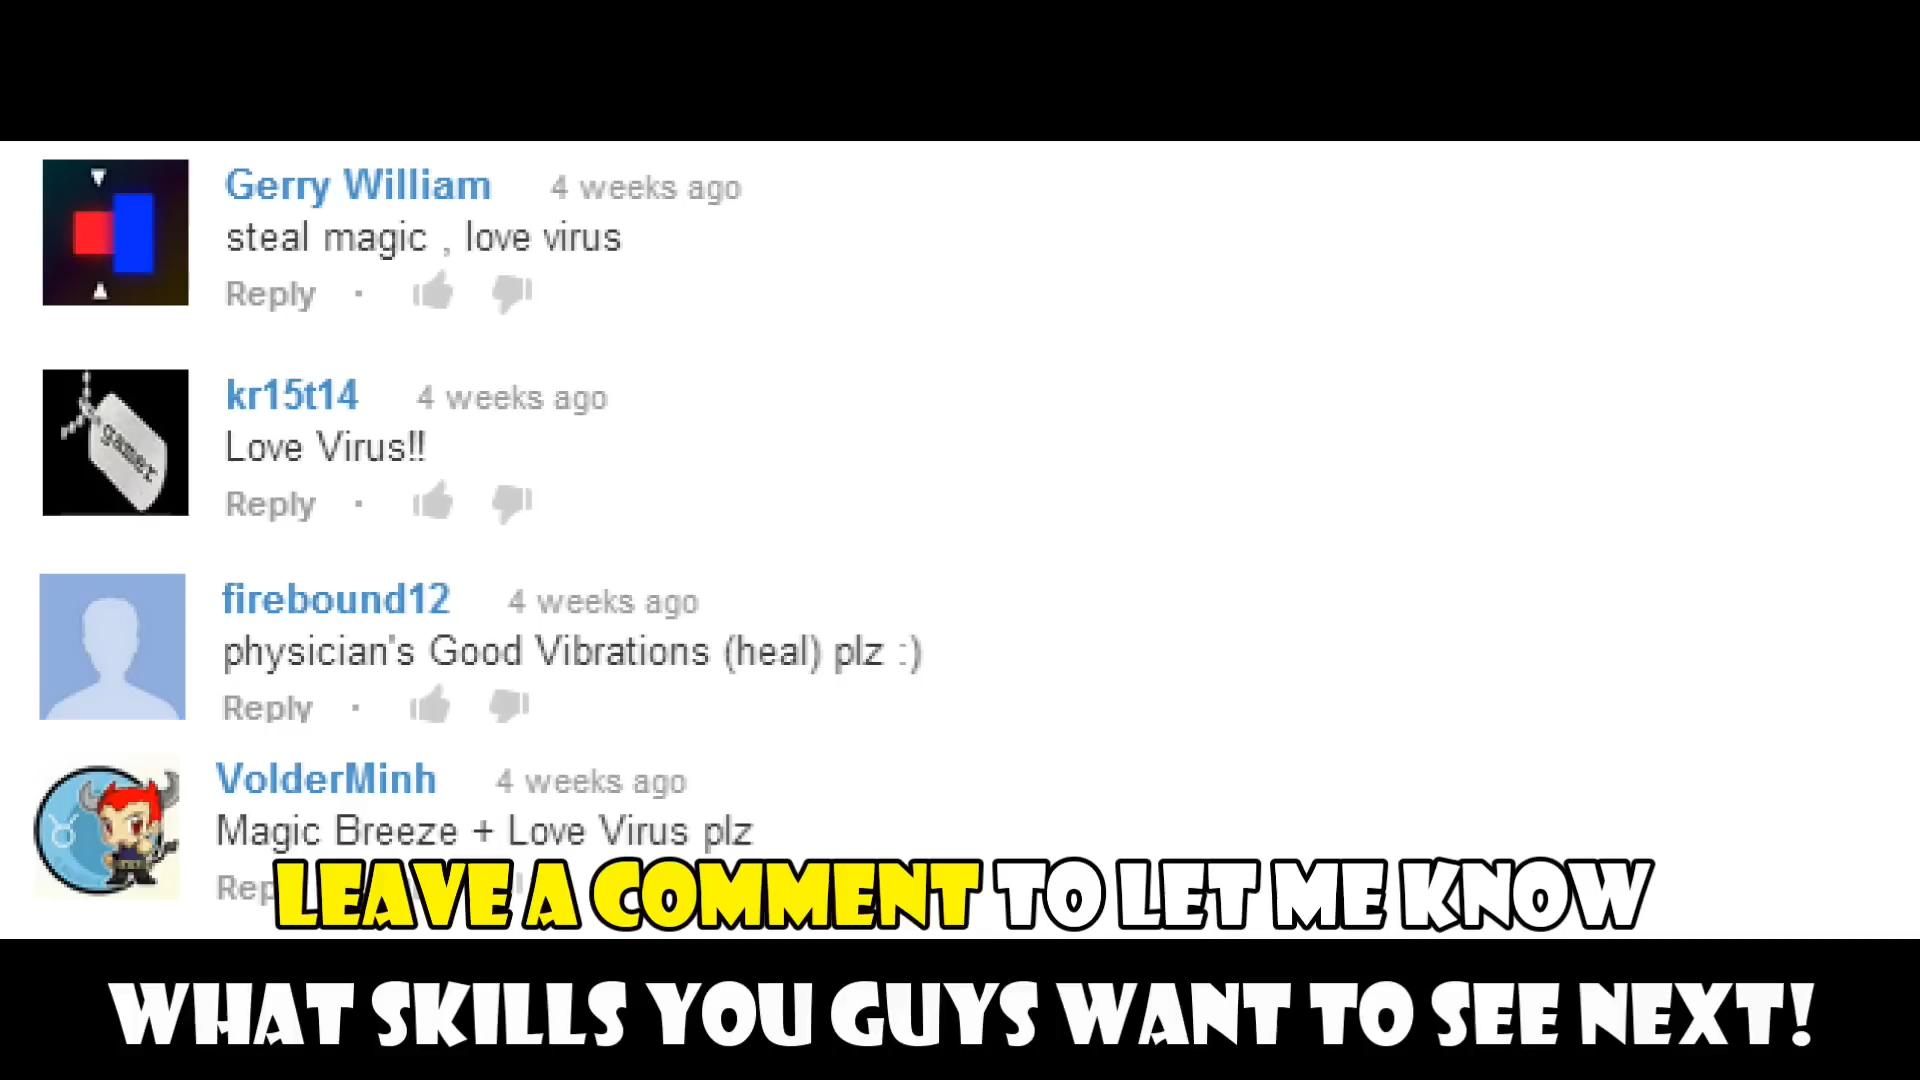 Gerry William 4 weeks ago
steal magic , love virus
Reply ·
gamer
kr15t14 4 weeks ago
Love Virus!!
Reply ·
firebound12 4 weeks ago
physician's Good Vibrations (heal) plz :)
Reply ·
VolderMinh 4 weeks ago
Magic Breeze + Love Virus plz
Rep
LEAVE A COMMENT TO LET ME KNOW
WHAT SKILLS YOU GUYS WANT TO SEE NEXT!